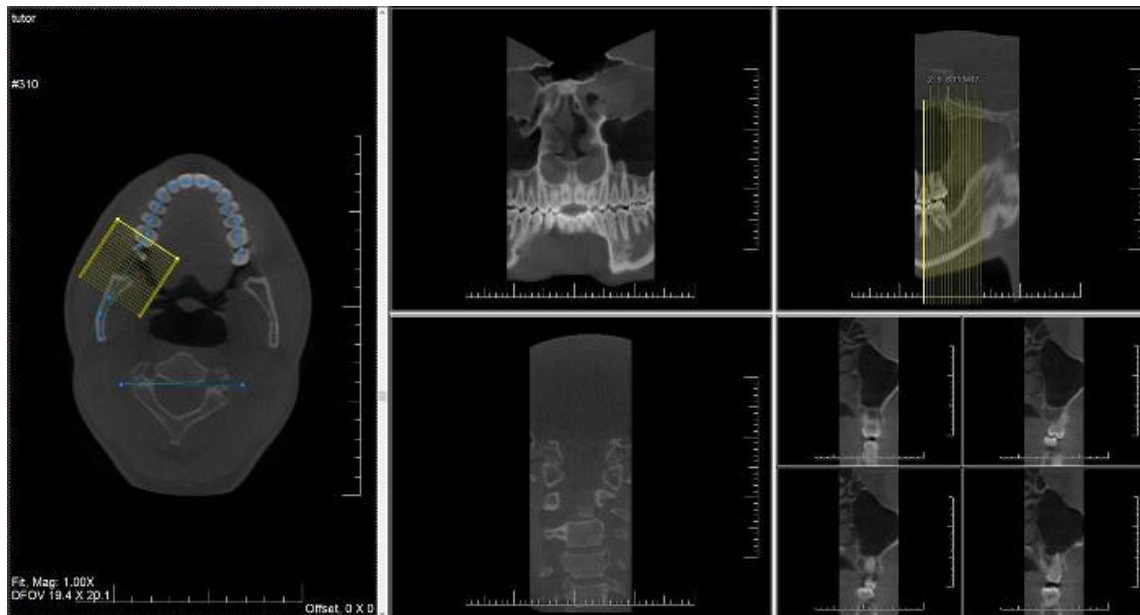 tutor
#310
Fit, Mag: 1.00X
DFOV 19.4 X 20.1
Offset, 0 X 0